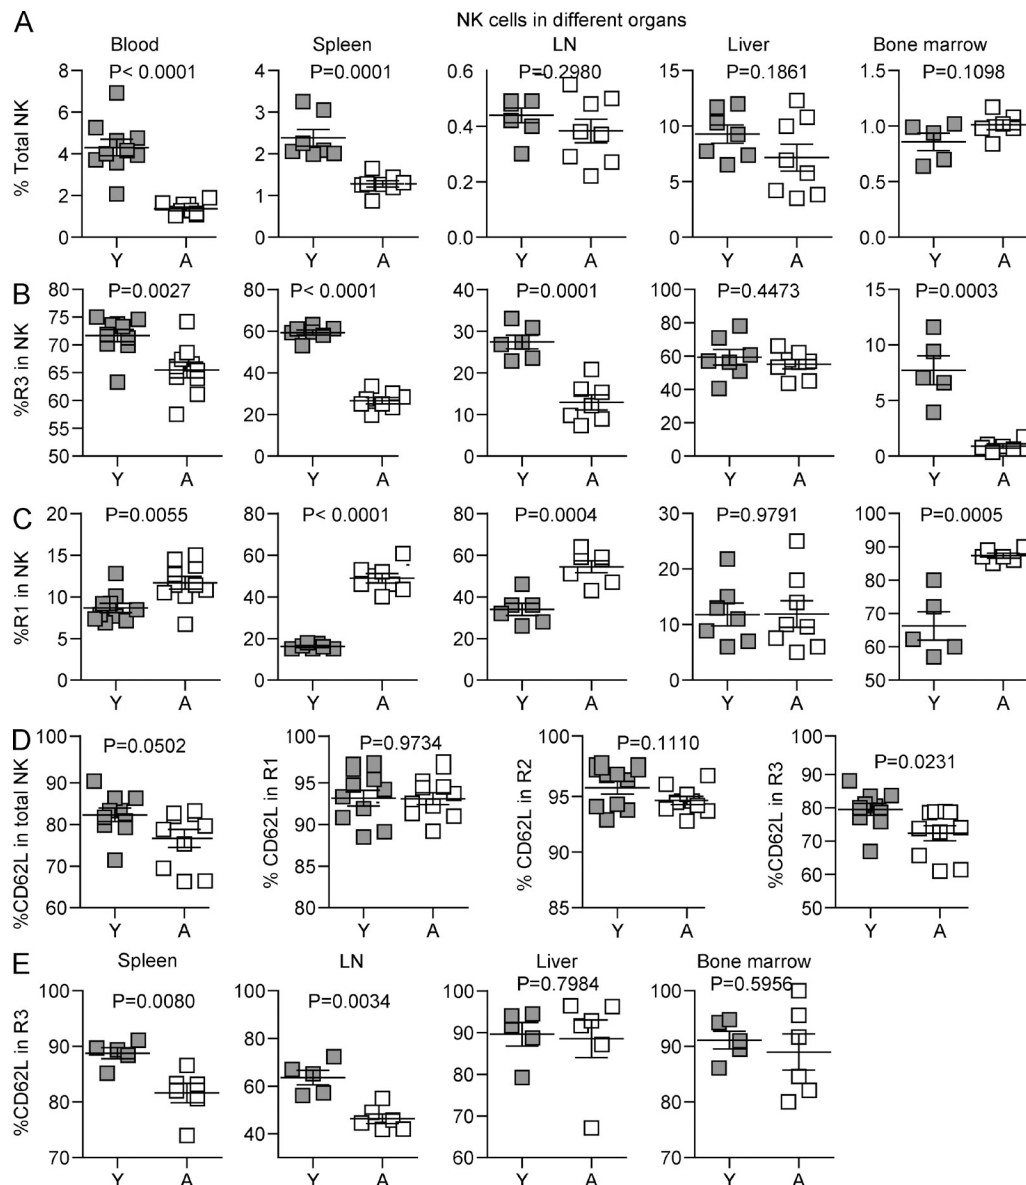 A
NK cells in different organs
Blood Spleen LN Liver Bone marrow
P< 0.0001 P=0.0001 P=0.2980 P=0.1861 P=0.1098
% Total NK
8 6 4 2 0
4 3 2 1 0
0.6 0.4 0.2 0.0
15 10 5 0
1.5 1.0 0.5 0.0
Y A Y A Y A Y A Y A
B
P=0.0027 P< 0.0001 P=0.0001 P=0.4473 P=0.0003
%R3 in NK
80 75 70 65 60 55 50
80 60 40 20 0
40 30 20 10 0
100 80 60 40 20 0
15 10 5 0
Y A Y A Y A Y A Y A
C
P=0.0055 P< 0.0001 P=0.0004 P=0.9791 P=0.0005
%R1 in NK
20 15 10 5 0
80 60 40 20 0
80 60 40 20 0
30 20 10 0
100 90 80 70 60 50
Y A Y A Y A Y A Y A
D
P=0.0502 P=0.9734 P=0.1110 P=0.0231
%CD62L in total NK
100 90 80 70 60
% CD62L in R1
100 95 90 85 80
% CD62L in R2
100 95 90 85
%CD62L in R3
100 90 80 70 60 50
Y A Y A Y A Y A
E
Spleen LN Liver Bone marrow
P=0.0080 P=0.0034 P=0.7984 P=0.5956
%CD62L in R3
100 90 80 70
100 80 60 40
100 90 80 70 60
100 90 80 70
Y A Y A Y A Y A